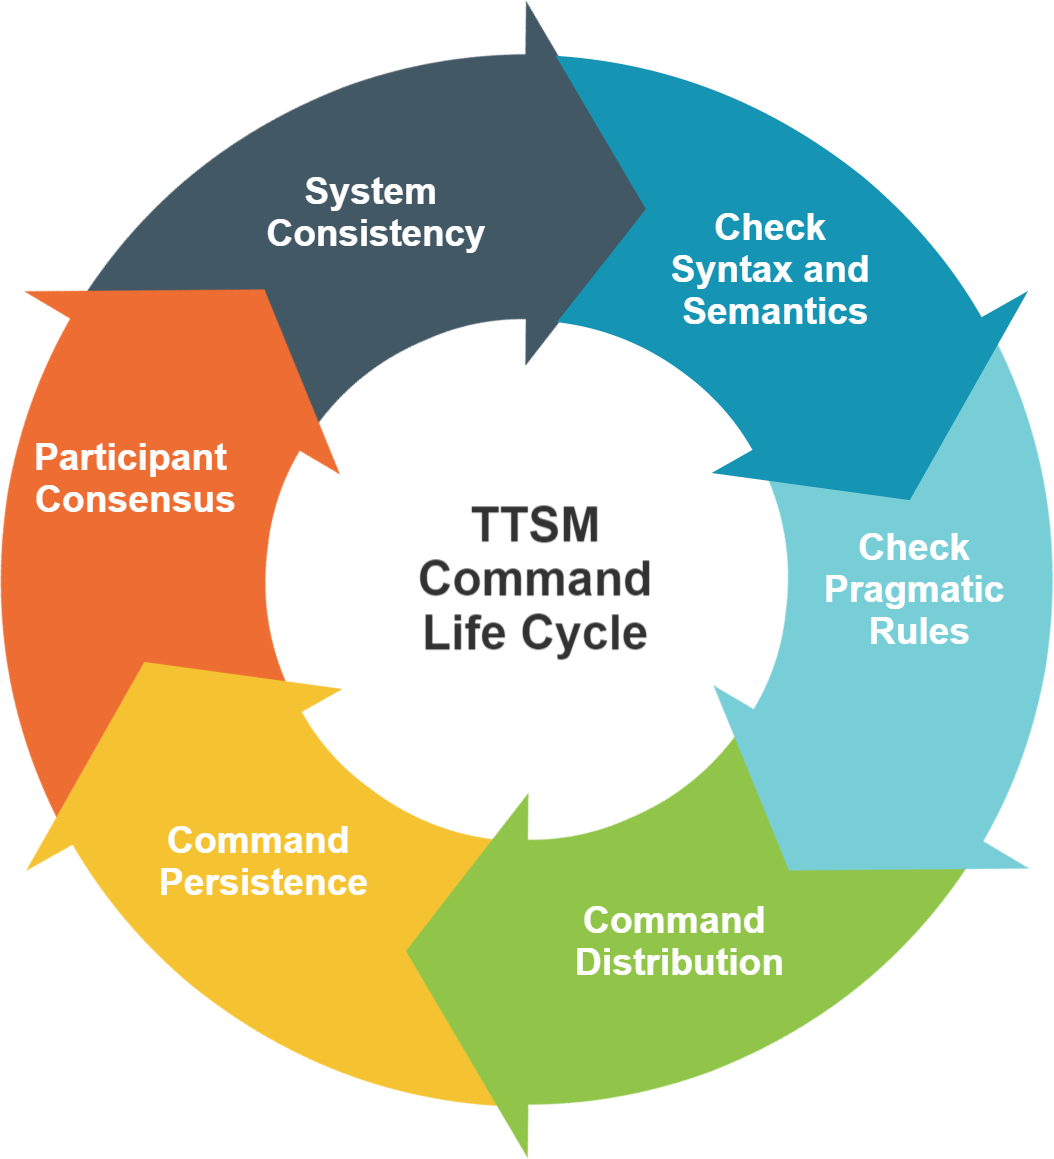 TTSM
Command
Life Cycle
Check
Syntax and
Semantics
Check
Pragmatic
Rules
Command
Distribution
Command
Persistence
Participant
Consensus
System
Consistency